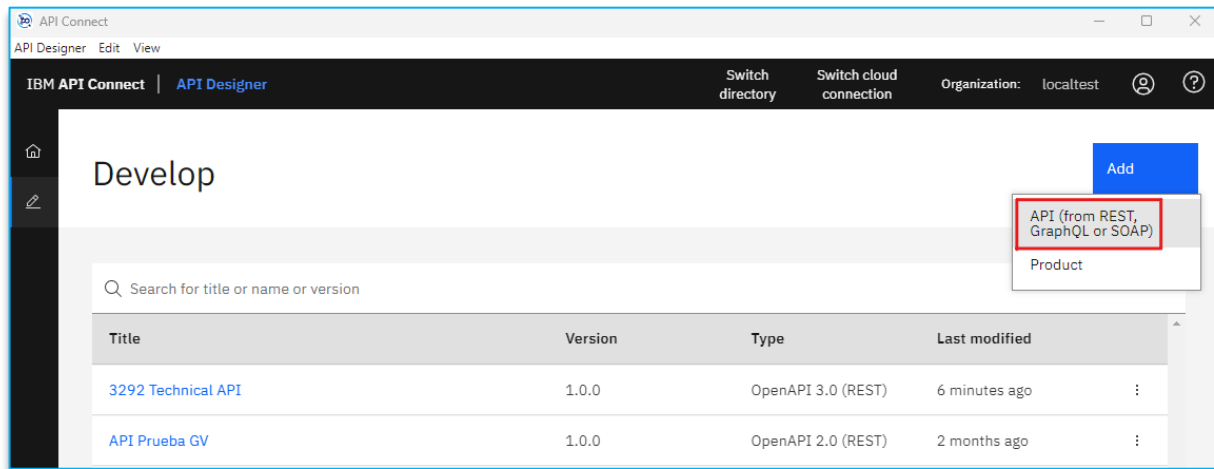 API Connect
API Designer Edit View
IBM API Connect | API Designer
Switch directory
Switch cloud connection
Organization: localtest
Develop
Add
API (from REST,
GraphQL or SOAP)
Product
Search for title or name or version
Title Version Type Last modified
3292 Technical API 1.0.0 OpenAPI 3.0 (REST) 6 minutes ago
API Prueba GV 1.0.0 OpenAPI 2.0 (REST) 2 months ago